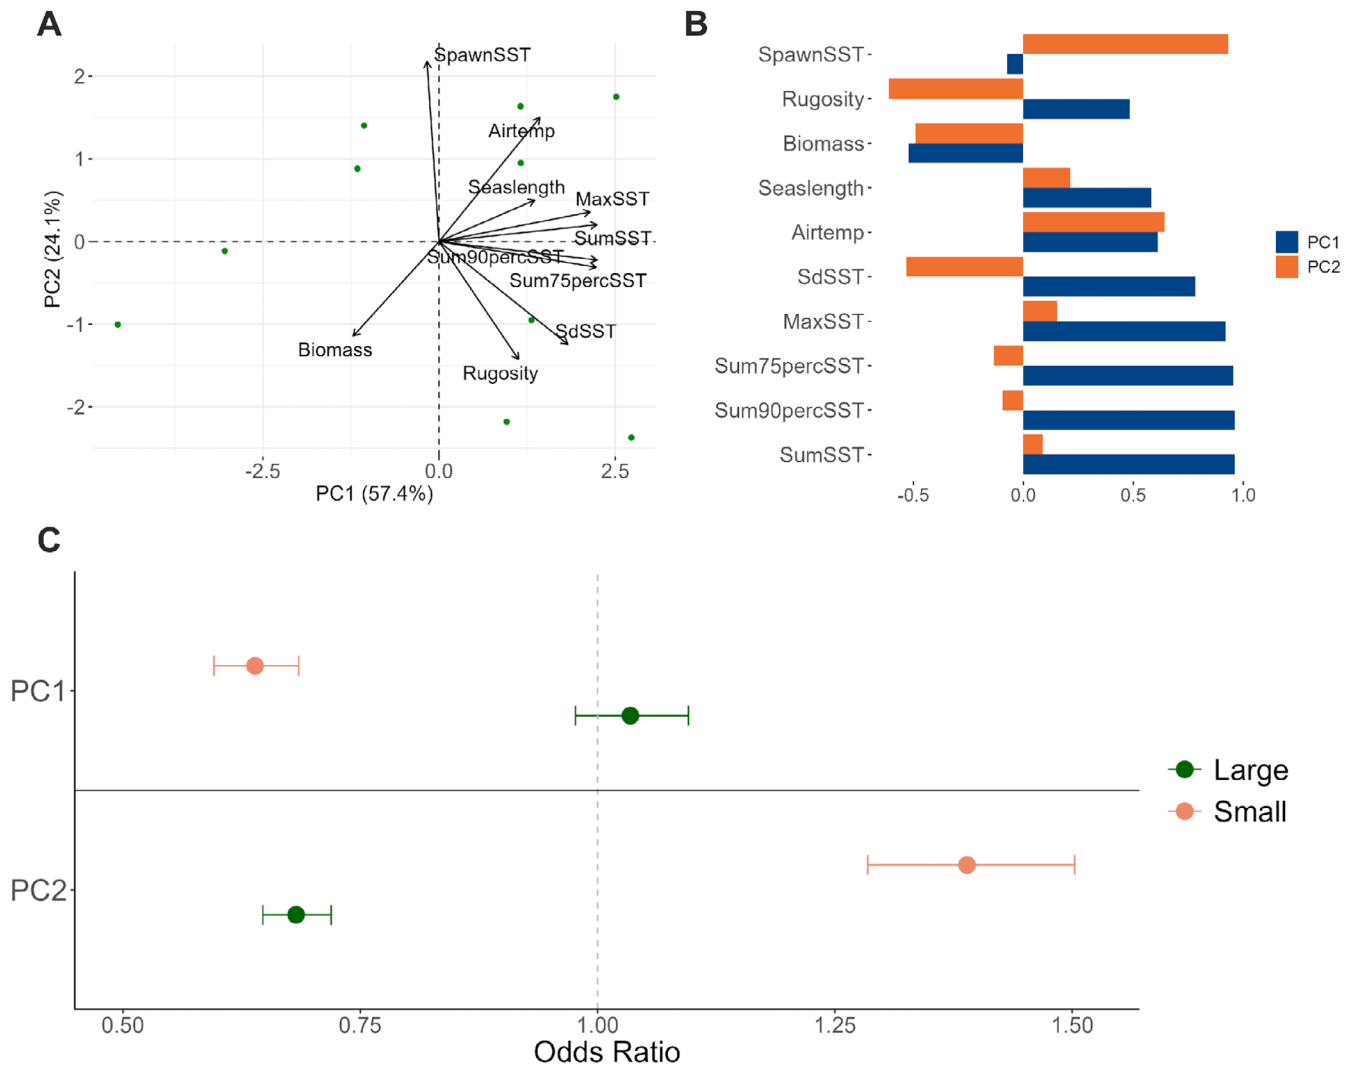 A
PC2 (24.1%)
2
1
0
-1
-2
SpawnSST
Airtemp
Seaslength
MaxSST
SumSST
Sum90percSST
Sum75percSST
SdSST
Biomass
Rugosity
-2.5
0.0
2.5
PC1 (57.4%)
B
SpawnSST
Rugosity
Biomass
Seaslength
Airtemp
SdSST
MaxSST
Sum75percSST
Sum90percSST
SumSST
-0.5
0.0
0.5
1.0
PC1
PC2
C
PC1
PC2
0.50
0.75
1.00
1.25
1.50
Odds Ratio
Large
Small